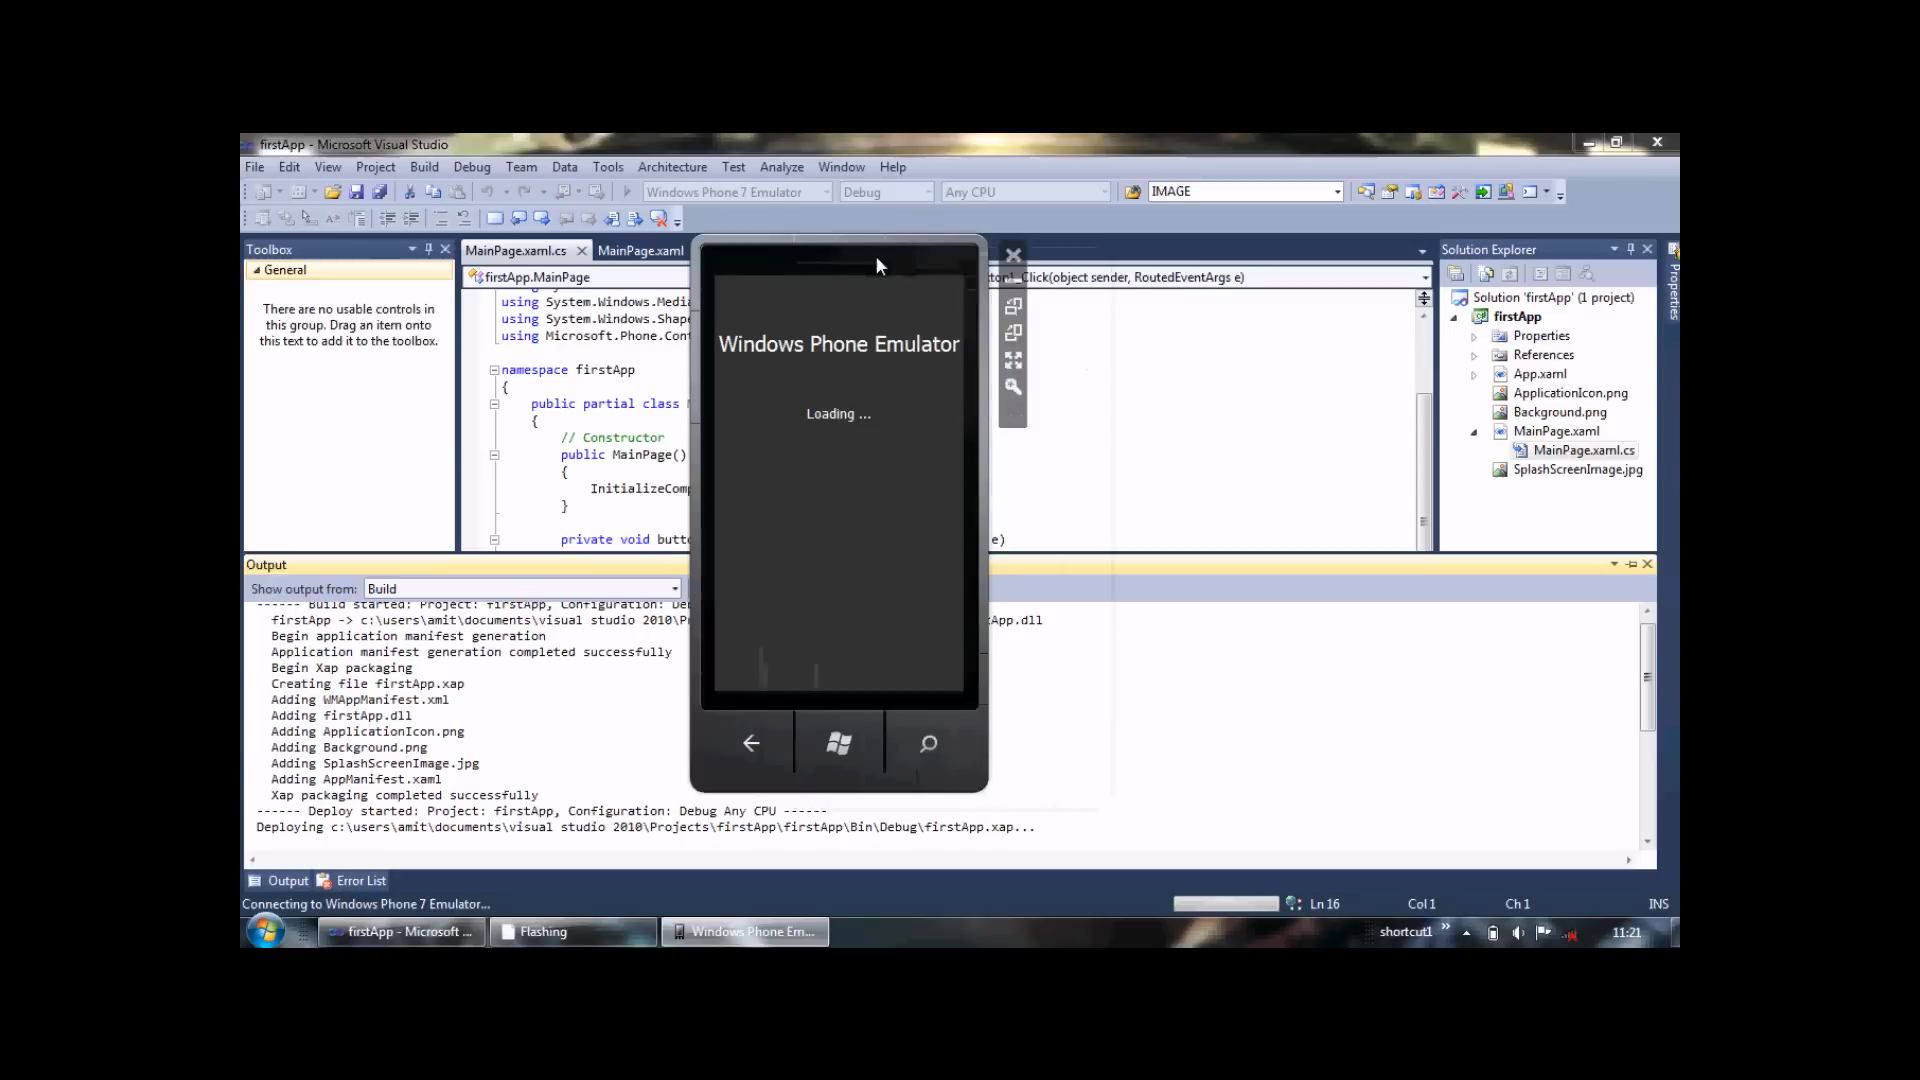 firstApp - Microsoft Visual Studio
File Edit View Project Build Debug Team Data Tools Architecture Test Analyze Window Help
Windows Phone 7 Emulator Debug Any CPU IMAGE
Toolbox
General
There are no usable controls in
this group. Drag an item onto
this text to add it to the toolbox.
MainPage.xaml.cs MainPage.xaml
firstApp.MainPage
_Click(object sender, RoutedEventArgs e)
using System.Windows.Media
using System.Windows.Shape
using Microsoft.Phone.Con
namespace firstApp
{
public partial class
{
// Constructor
public MainPage()
{
InitializeComp
}
private void butto
e)
Windows Phone Emulator
Loading ...
Solution Explorer
Solution 'firstApp' (1 project)
firstApp
Properties
References
App.xaml
ApplicationIcon.png
Background.png
MainPage.xaml
MainPage.xaml.cs
SplashScreenImage.jpg
Properties
Output
Show output from: Build
------ Build started: Project: firstApp, Configuration: De
firstApp -> c:\users\amit\documents\visual studio 2010\P
App.dll
Begin application manifest generation
Application manifest generation completed successfully
Begin Xap packaging
Creating file firstApp.xap
Adding WMAppManifest.xml
Adding firstApp.dll
Adding ApplicationIcon.png
Adding Background.png
Adding SplashScreenImage.jpg
Adding AppManifest.xaml
Xap packaging completed successfully
------ Deploy started: Project: firstApp, Configuration: Debug Any CPU ------
Deploying c:\users\amit\documents\visual studio 2010\Projects\firstApp\firstApp\Bin\Debug\firstApp.xap...
Output Error List
Connecting to Windows Phone 7 Emulator... Ln 16 Col 1 Ch 1 INS
firstApp - Microsoft ... Flashing Windows Phone Em... shortcut1 » 11:21